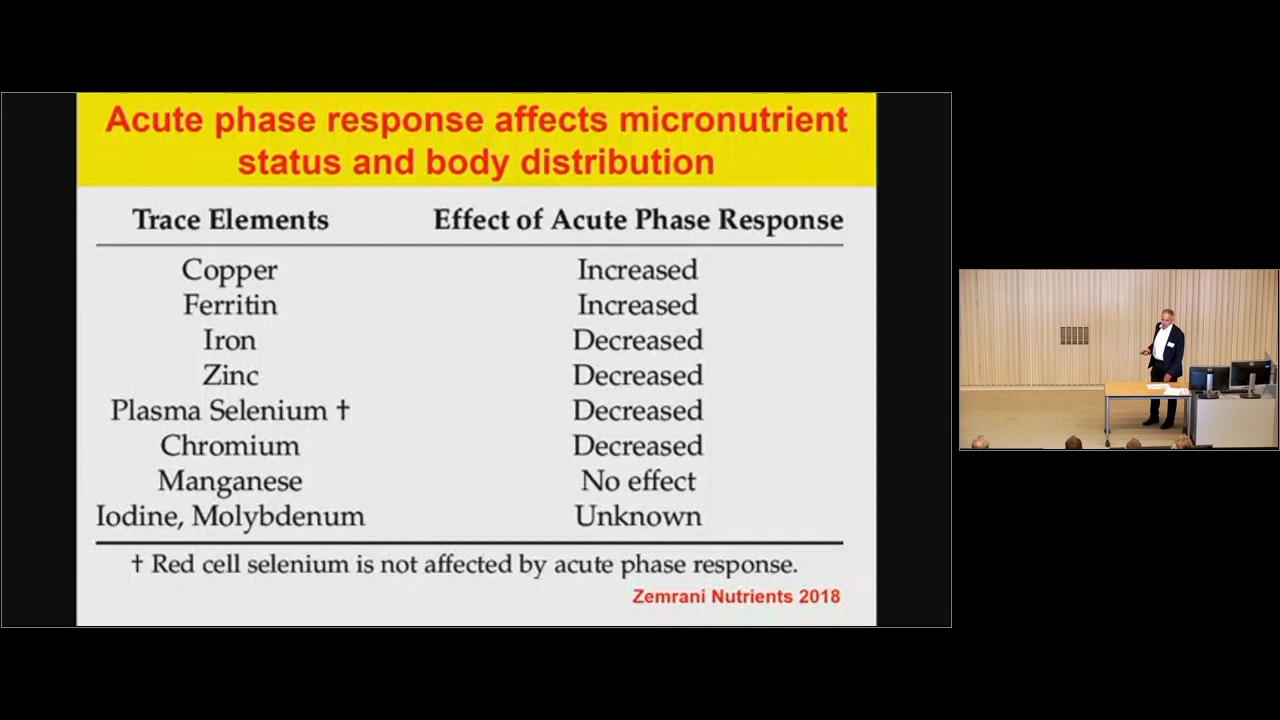 Acute phase response affects micronutrient
status and body distribution
Trace Elements Effect of Acute Phase Response
Copper Increased
Ferritin Increased
Iron Decreased
Zinc Decreased
Plasma Selenium † Decreased
Chromium Decreased
Manganese No effect
Iodine, Molybdenum Unknown
† Red cell selenium is not affected by acute phase response.
Zemrani Nutrients 2018